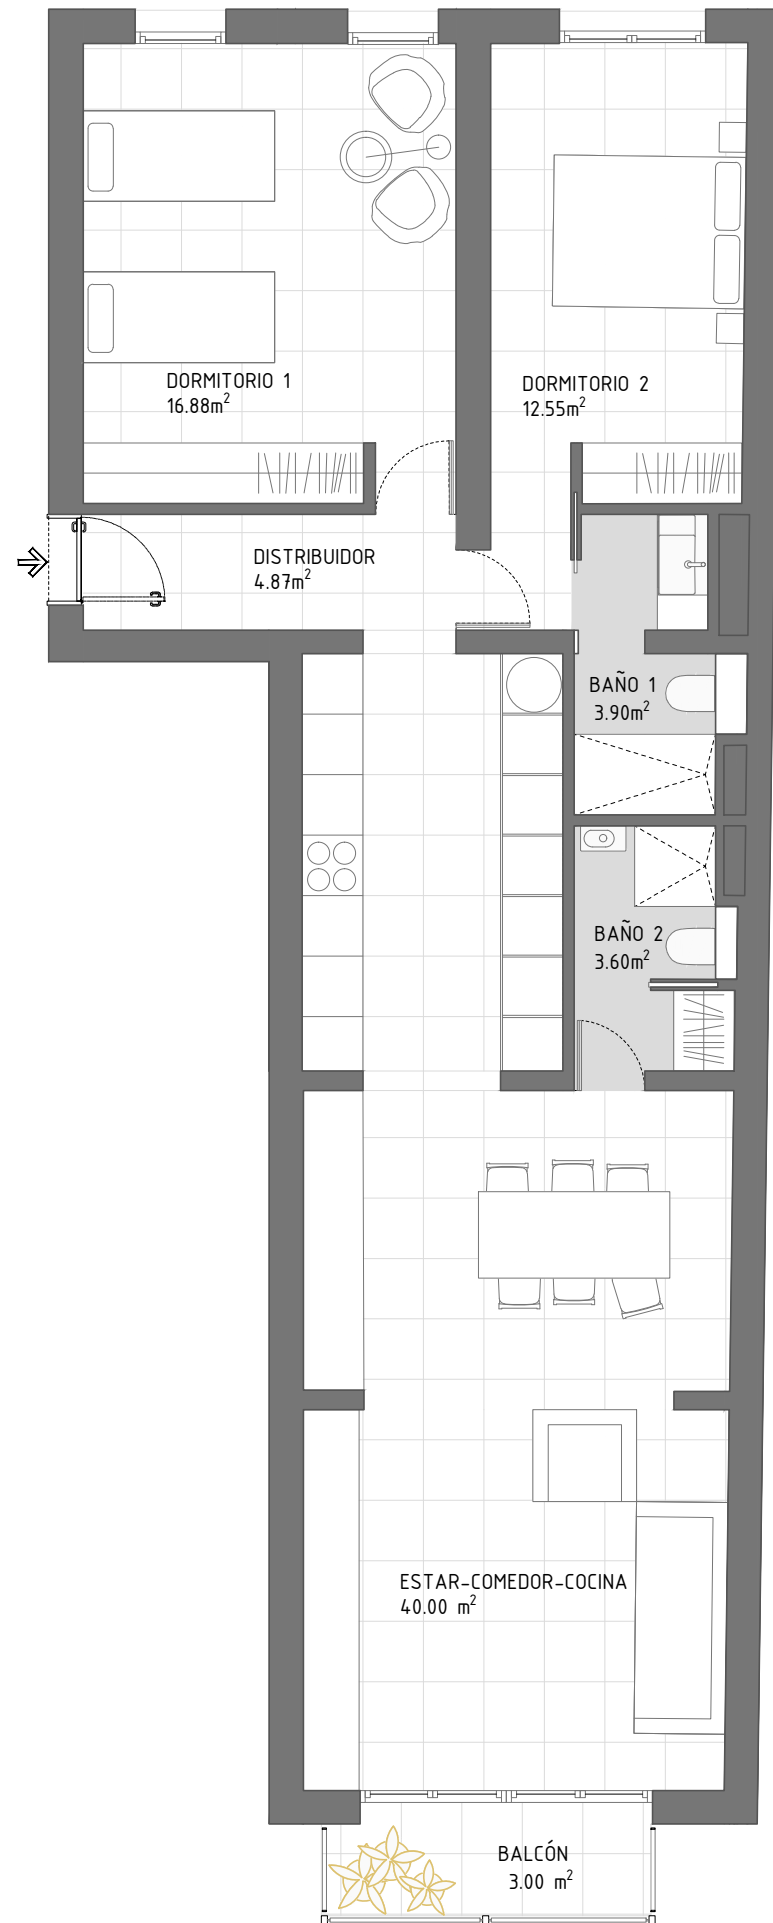 DORMITORIO 1
16.88m²
DORMITORIO 2
12.55m²
DISTRIBUIDOR
4.87m²
BAÑO 1
3.90m²
BAÑO 2
3.60m²
ESTAR-COMEDOR-COCINA
40.00 m²
BALCÓN
3.00 m²